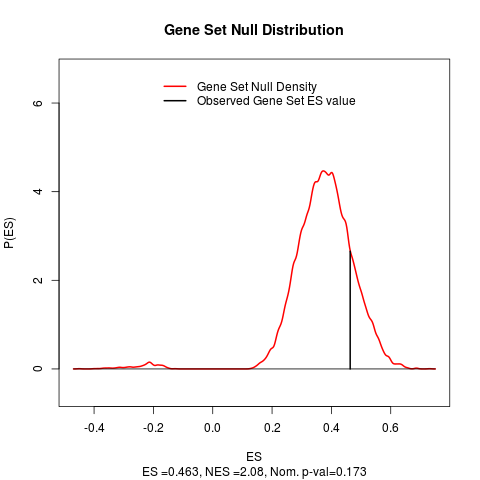 Gene Set Null Distribution
Gene Set Null Density
Observed Gene Set ES value
P(ES)
6
4
2
0
-0.4 -0.2 0.0 0.2 0.4 0.6
ES
ES =0.463, NES =2.08, Nom. p-val=0.173